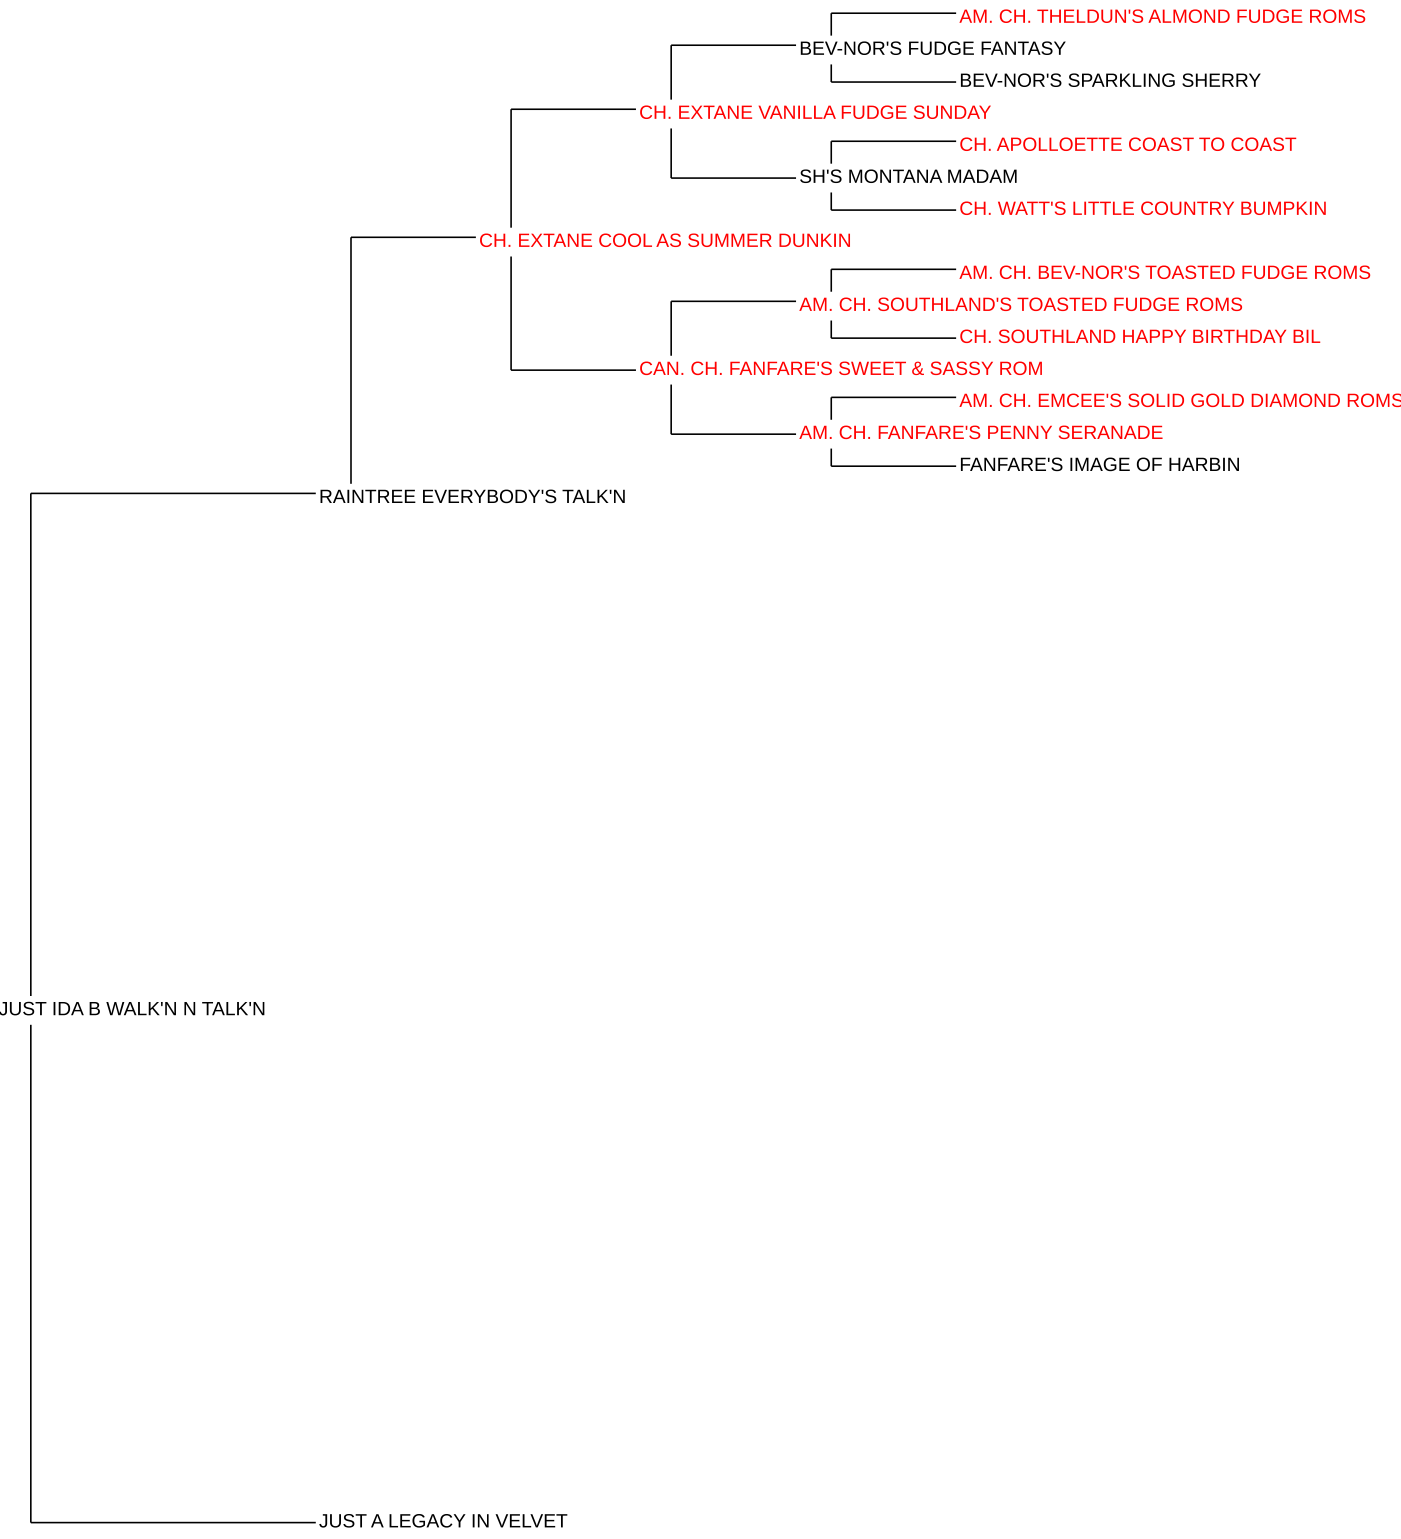 AM. CH. THELDUN'S ALMOND FUDGE ROMS
BEV-NOR'S FUDGE FANTASY
BEV-NOR'S SPARKLING SHERRY
CH. EXTANE VANILLA FUDGE SUNDAY
CH. APOLLOETTE COAST TO COAST
SH'S MONTANA MADAM
CH. WATT'S LITTLE COUNTRY BUMPKIN
CH. EXTANE COOL AS SUMMER DUNKIN
AM. CH. BEV-NOR'S TOASTED FUDGE ROMS
AM. CH. SOUTHLAND'S TOASTED FUDGE ROMS
CH. SOUTHLAND HAPPY BIRTHDAY BIL
CAN. CH. FANFARE'S SWEET & SASSY ROM
AM. CH. EMCEE'S SOLID GOLD DIAMOND ROMS
AM. CH. FANFARE'S PENNY SERANADE
FANFARE'S IMAGE OF HARBIN
RAINTREE EVERYBODY'S TALK'N
JUST IDA B WALK'N N TALK'N
JUST A LEGACY IN VELVET